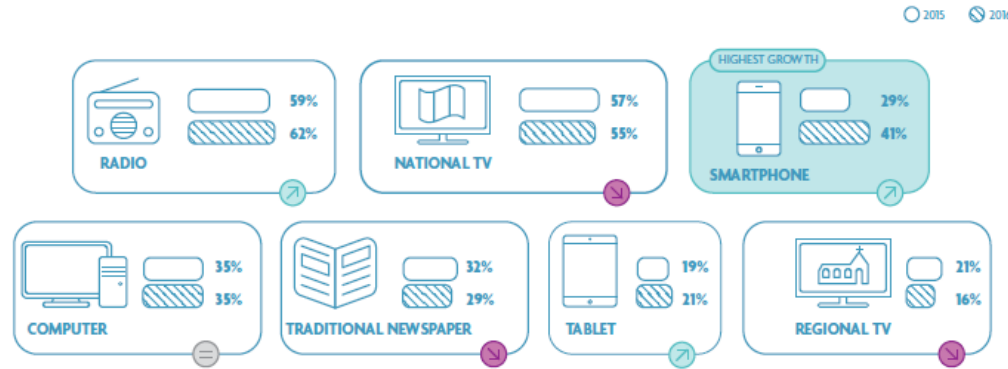 2015 2016
HIGHEST GROWTH
59%
62%
RADIO
57%
55%
NATIONAL TV
29%
41%
SMARTPHONE
35%
35%
COMPUTER
32%
29%
TRADITIONAL NEWSPAPER
19%
21%
TABLET
21%
16%
REGIONAL TV